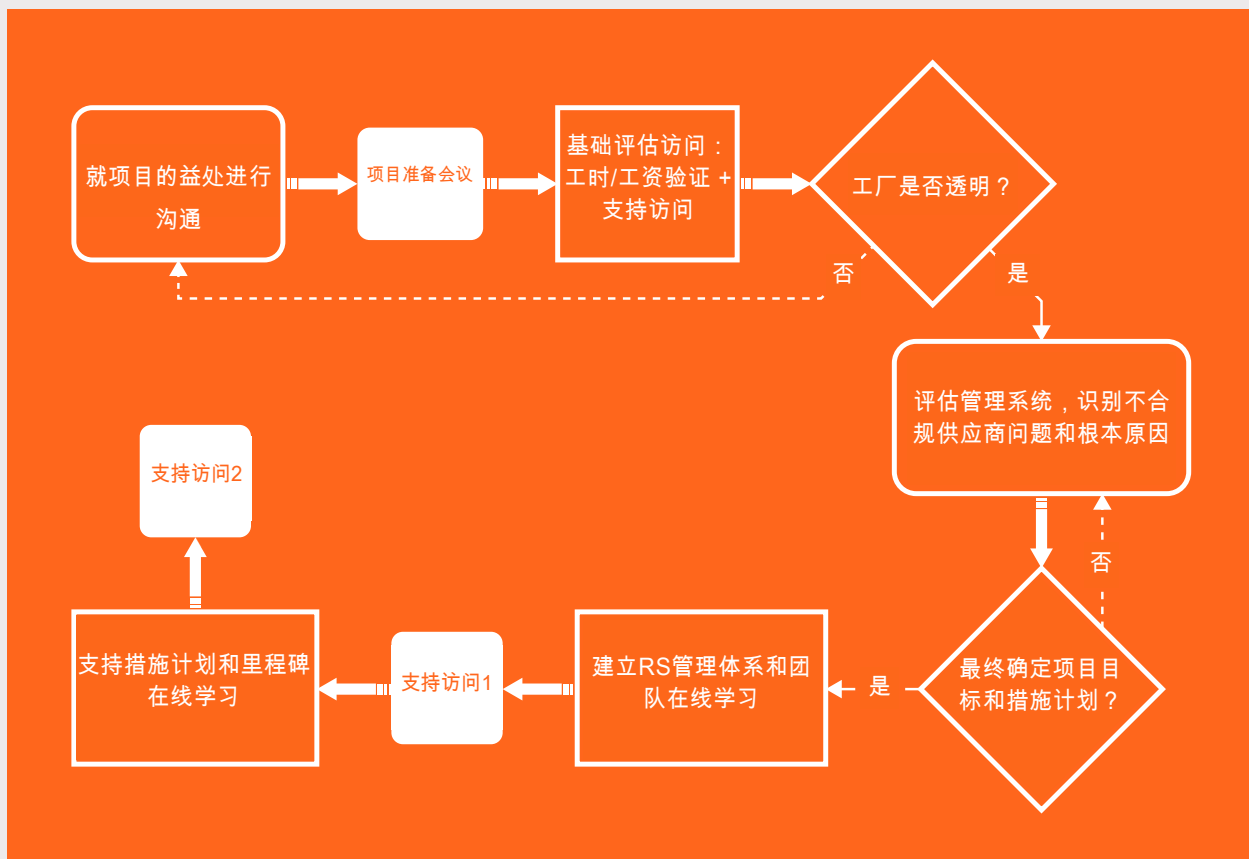 就项目的益处进行
沟通
项目准备会议
基础评估访问：
工时/工资验证 +
支持访问
工厂是否透明？
否
是
评估管理系统，识别不合
规供应商问题和根本原因
否
最终确定项目目
标和措施计划？
是
建立RS管理体系和团
队在线学习
支持访问1
支持措施计划和里程碑
在线学习
支持访问2